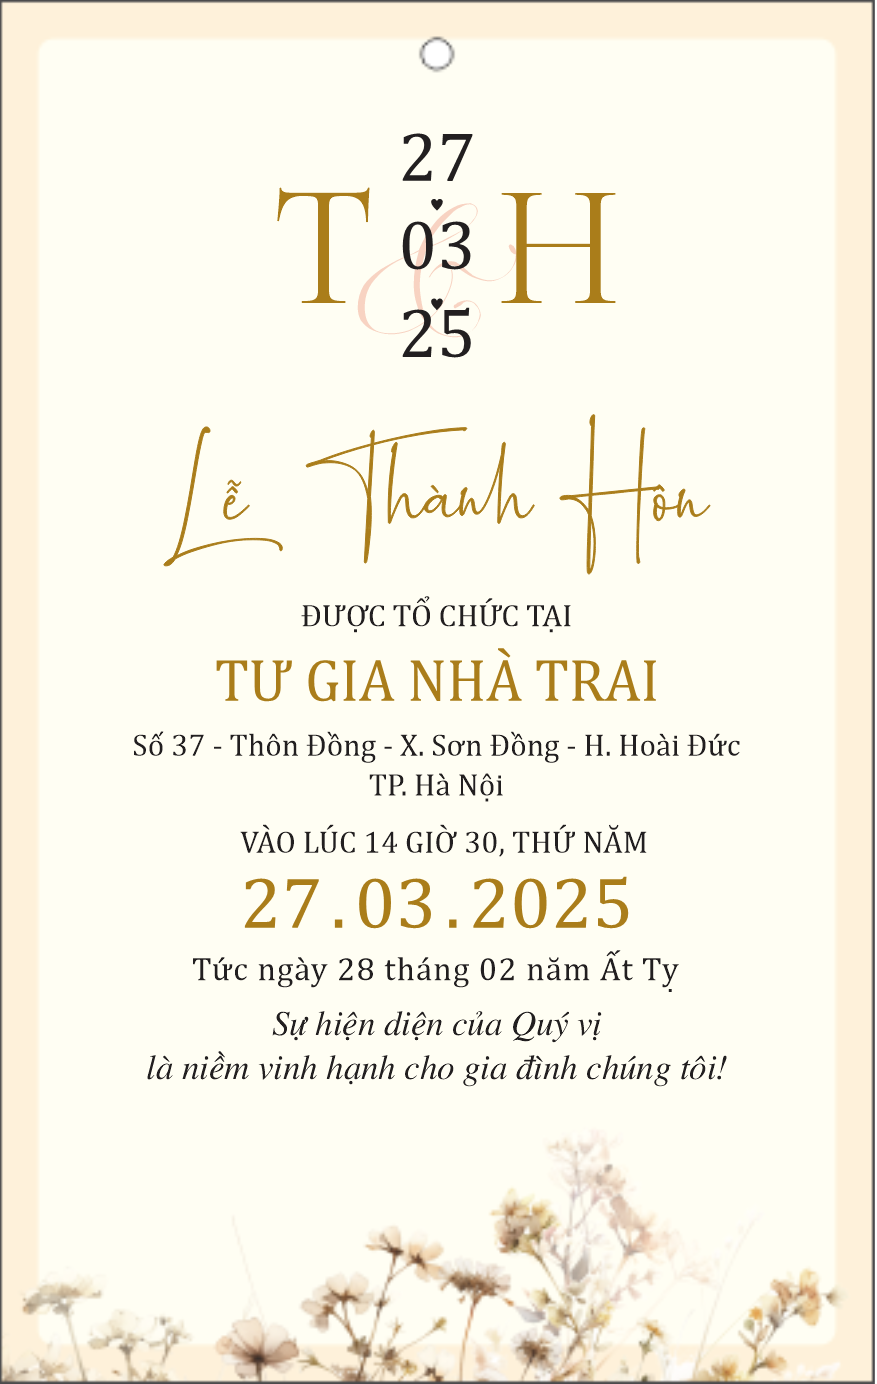 27
T & H
03
25
Lễ Thành Hôn
ĐƯỢC TỔ CHỨC TẠI
TƯ GIA NHÀ TRAI
Số 37 - Thôn Đồng - X. Sơn Đồng - H. Hoài Đức
TP. Hà Nội
VÀO LÚC 14 GIỜ 30, THỨ NĂM
27.03.2025
Tức ngày 28 tháng 02 năm Ất Tỵ
Sự hiện diện của Quý vị
là niềm vinh hạnh cho gia đình chúng tôi!